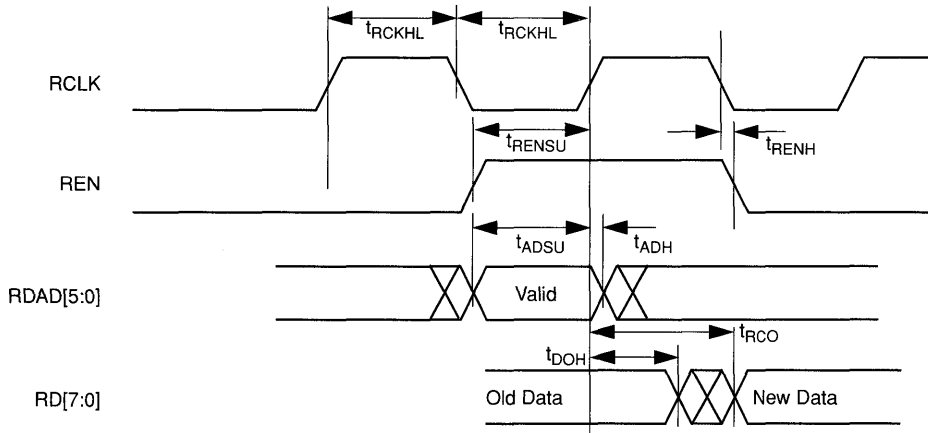 tRCKHL tRCKHL
RCLK
tRENSU tRENH
REN
tADSU tADH
RDAD[5:0] Valid
tRCO
tDOH
RD[7:0] Old Data New Data